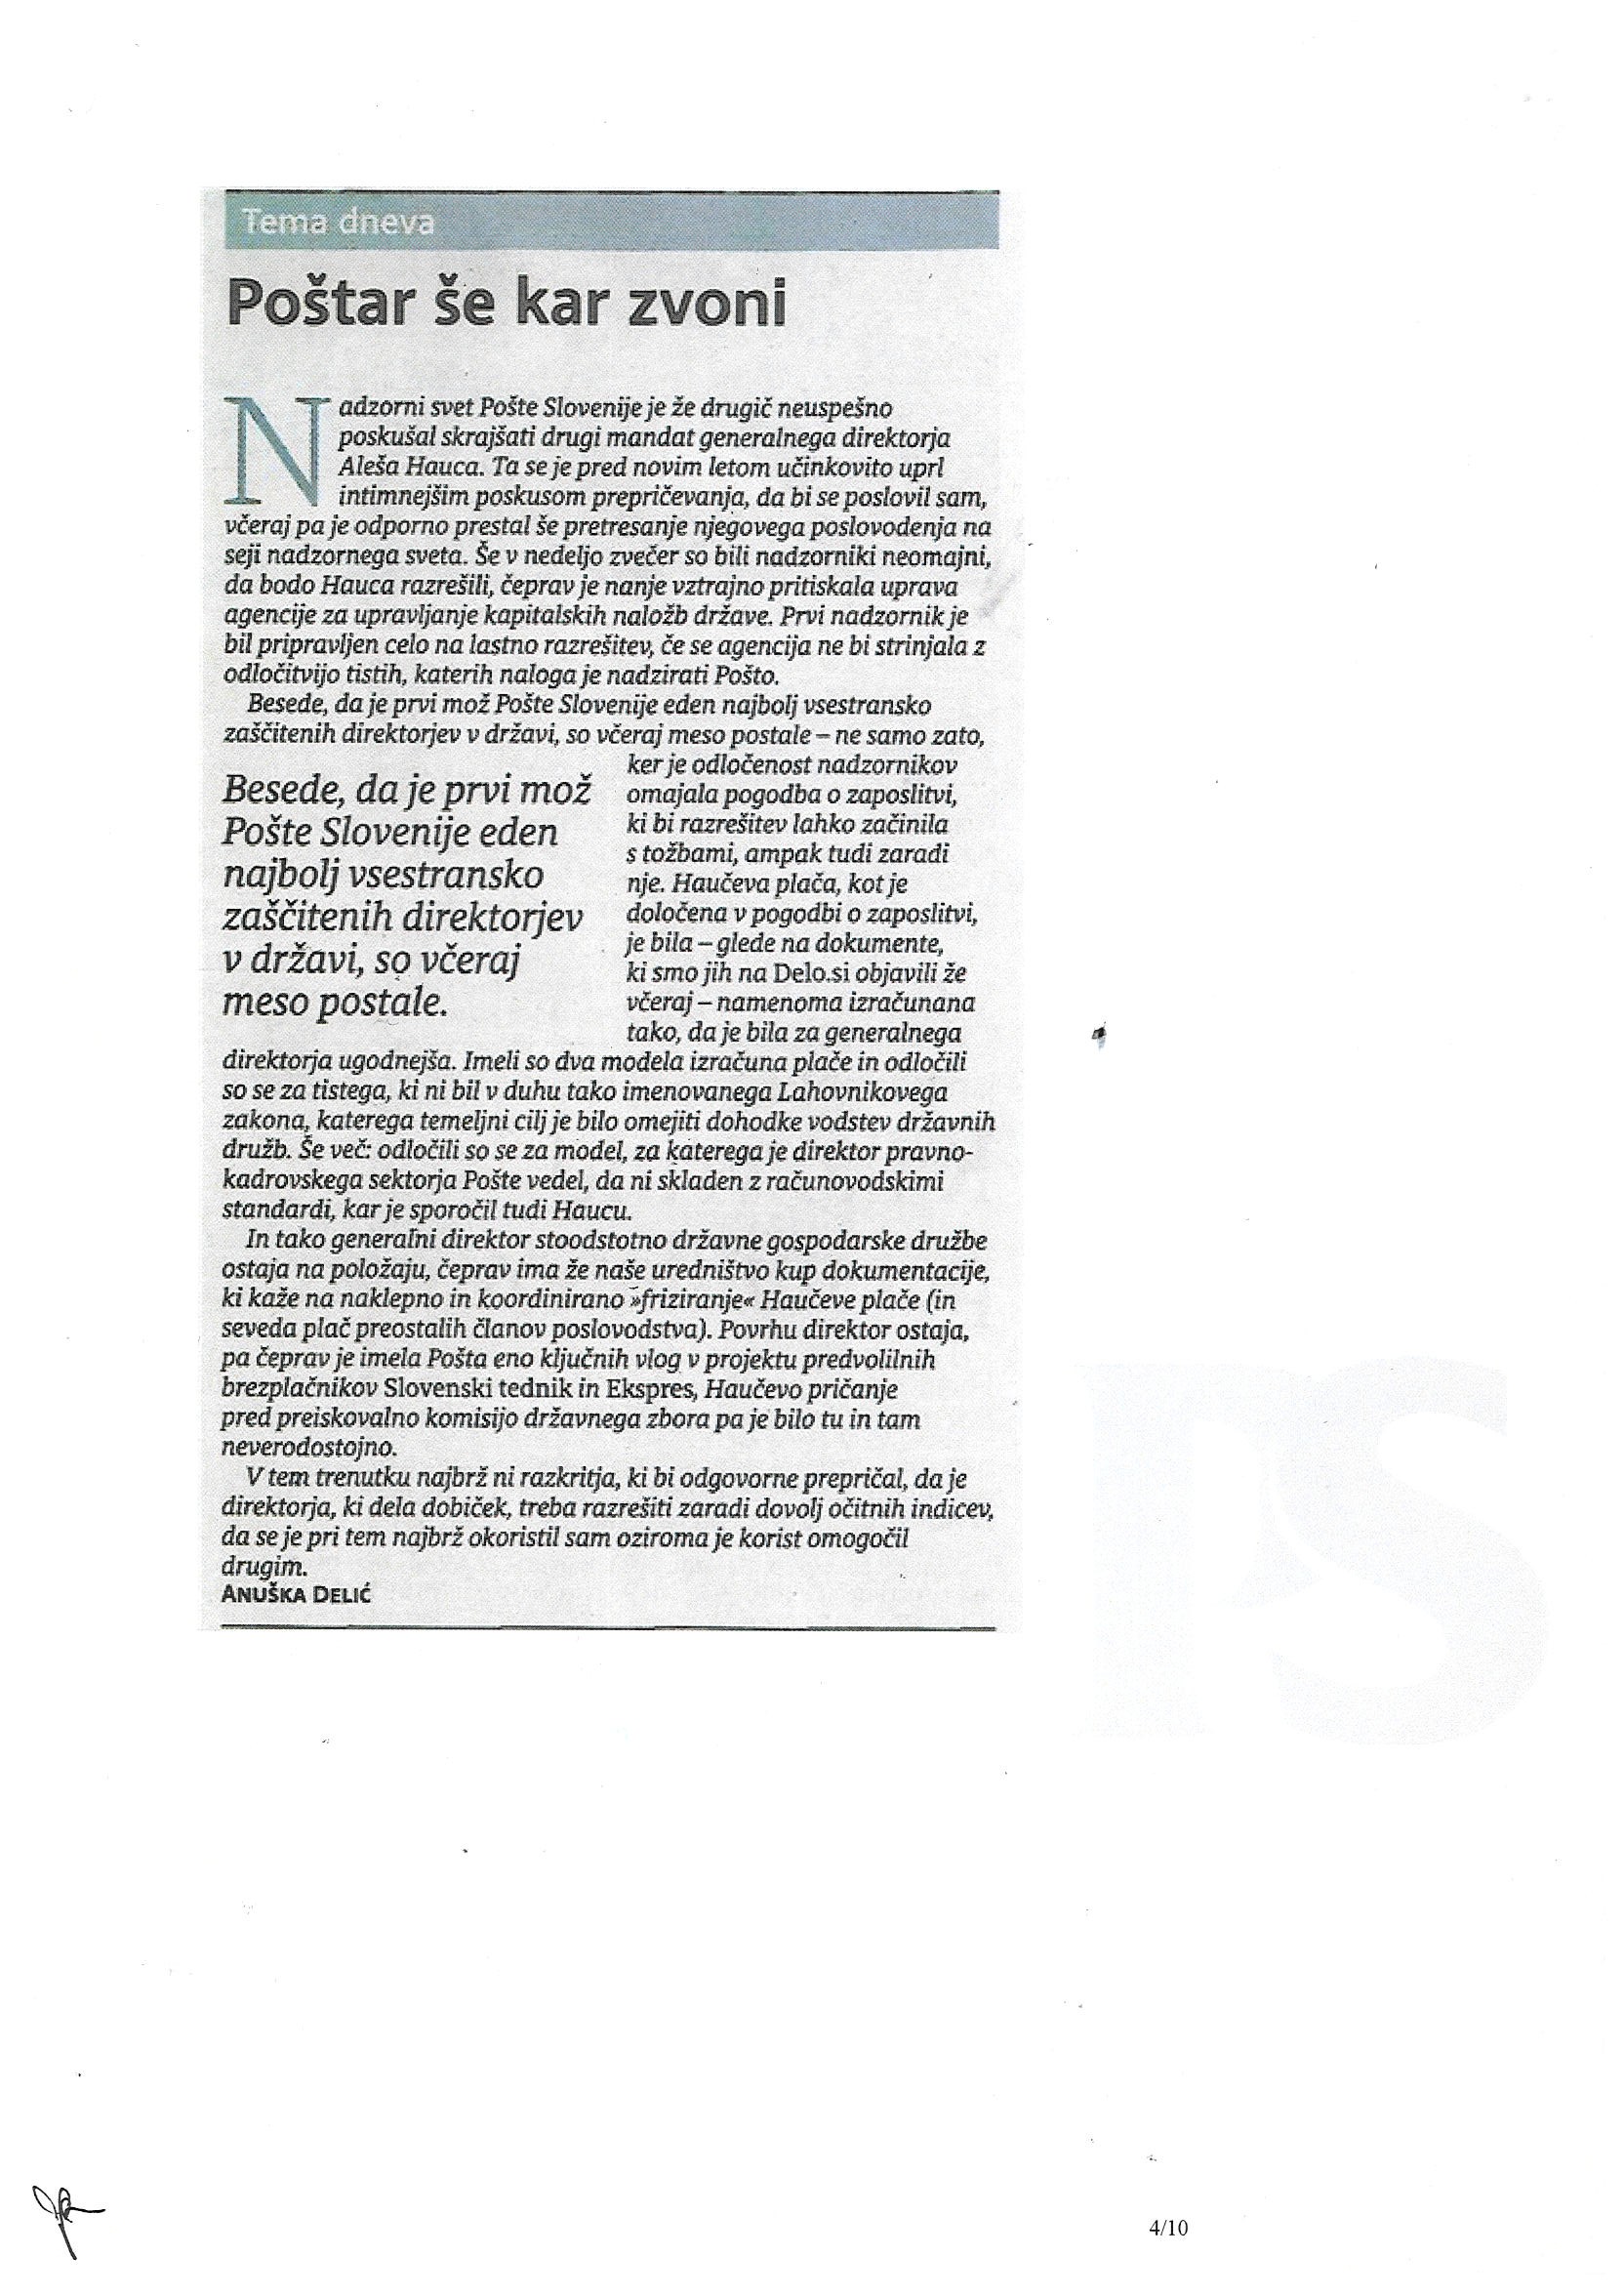 Tema dneva
Poštar še kar zvoni
Nadzorni svet Pošte Slovenije je že drugič neuspešno
poskušal skrajšati drugi mandat generalnega direktorja
Aleša Hauca. Ta se je pred novim letom učinkovito uprl
intimnejšim poskusom prepričevanja, da bi se poslovil sam,
včeraj pa je odporno prestal še pretresanje njegovega poslovodenja na
seji nadzornega sveta. Še v nedeljo zvečer so bili nadzorniki neomajni,
da bodo Hauca razrešili, čeprav je nanje vztrajno pritiskala uprava
agencije za upravljanje kapitalskih naložb države. Prvi nadzornik je
bil pripravljen celo na lastno razrešitev, če se agencija ne bi strinjala z
odločitvijo tistih, katerih naloga je nadzirati Pošto.
Besede, da je prvi mož Pošte Slovenije eden najbolj vsestransko
zaščitenih direktorjev v državi, so včeraj meso postale – ne samo zato,
ker je odločenost nadzornikov
omajala pogodba o zaposlitvi,
ki bi razrešitev lahko začinila
s tožbami, ampak tudi zaradi
nje. Haučeva plača, kot je
določena v pogodbi o zaposlitvi,
je bila – glede na dokumente,
ki smo jih na Delo.si objavili že
včeraj – namenoma izračunana
tako, da je bila za generalnega
direktorja ugodnejša. Imeli so dva modela izračuna plače in odločili
so se za tistega, ki ni bil v duhu tako imenovanega Lahovnikovega
zakona, katerega temeljni cilj je bilo omejiti dohodke vodstev državnih
družb. Še več: odločili so se za model, za katerega je direktor pravno-
kadrovskega sektorja Pošte vedel, da ni skladen z računovodskimi
standardi, kar je sporočil tudi Haucu.
In tako generalni direktor stoodstotno državne gospodarske družbe
ostaja na položaju, čeprav ima že naše uredništvo kup dokumentacije,
ki kaže na naklepno in koordinirano »friziranje« Haučeve plače (in
seveda plač preostalih članov poslovodstva). Povrhu direktor ostaja,
pa čeprav je imela Pošta eno ključnih vlog v projektu predvolilnih
brezplačnikov Slovenski tednik in Ekspres, Haučevo pričanje
pred preiskovalno komisijo državnega zbora pa je bilo tu in tam
neverodostojno.
V tem trenutku najbrž ni razkritja, ki bi odgovorne prepričal, da je
direktorja, ki dela dobiček, treba razrešiti zaradi dovolj očitnih indicev,
da se je pri tem najbrž okoristil sam oziroma je korist omogočil
drugim.
ANUŠKA DELIĆ
Besede, da je prvi mož
Pošte Slovenije eden
najbolj vsestransko
zaščitenih direktorjev
v državi, so včeraj
meso postale.
4/10